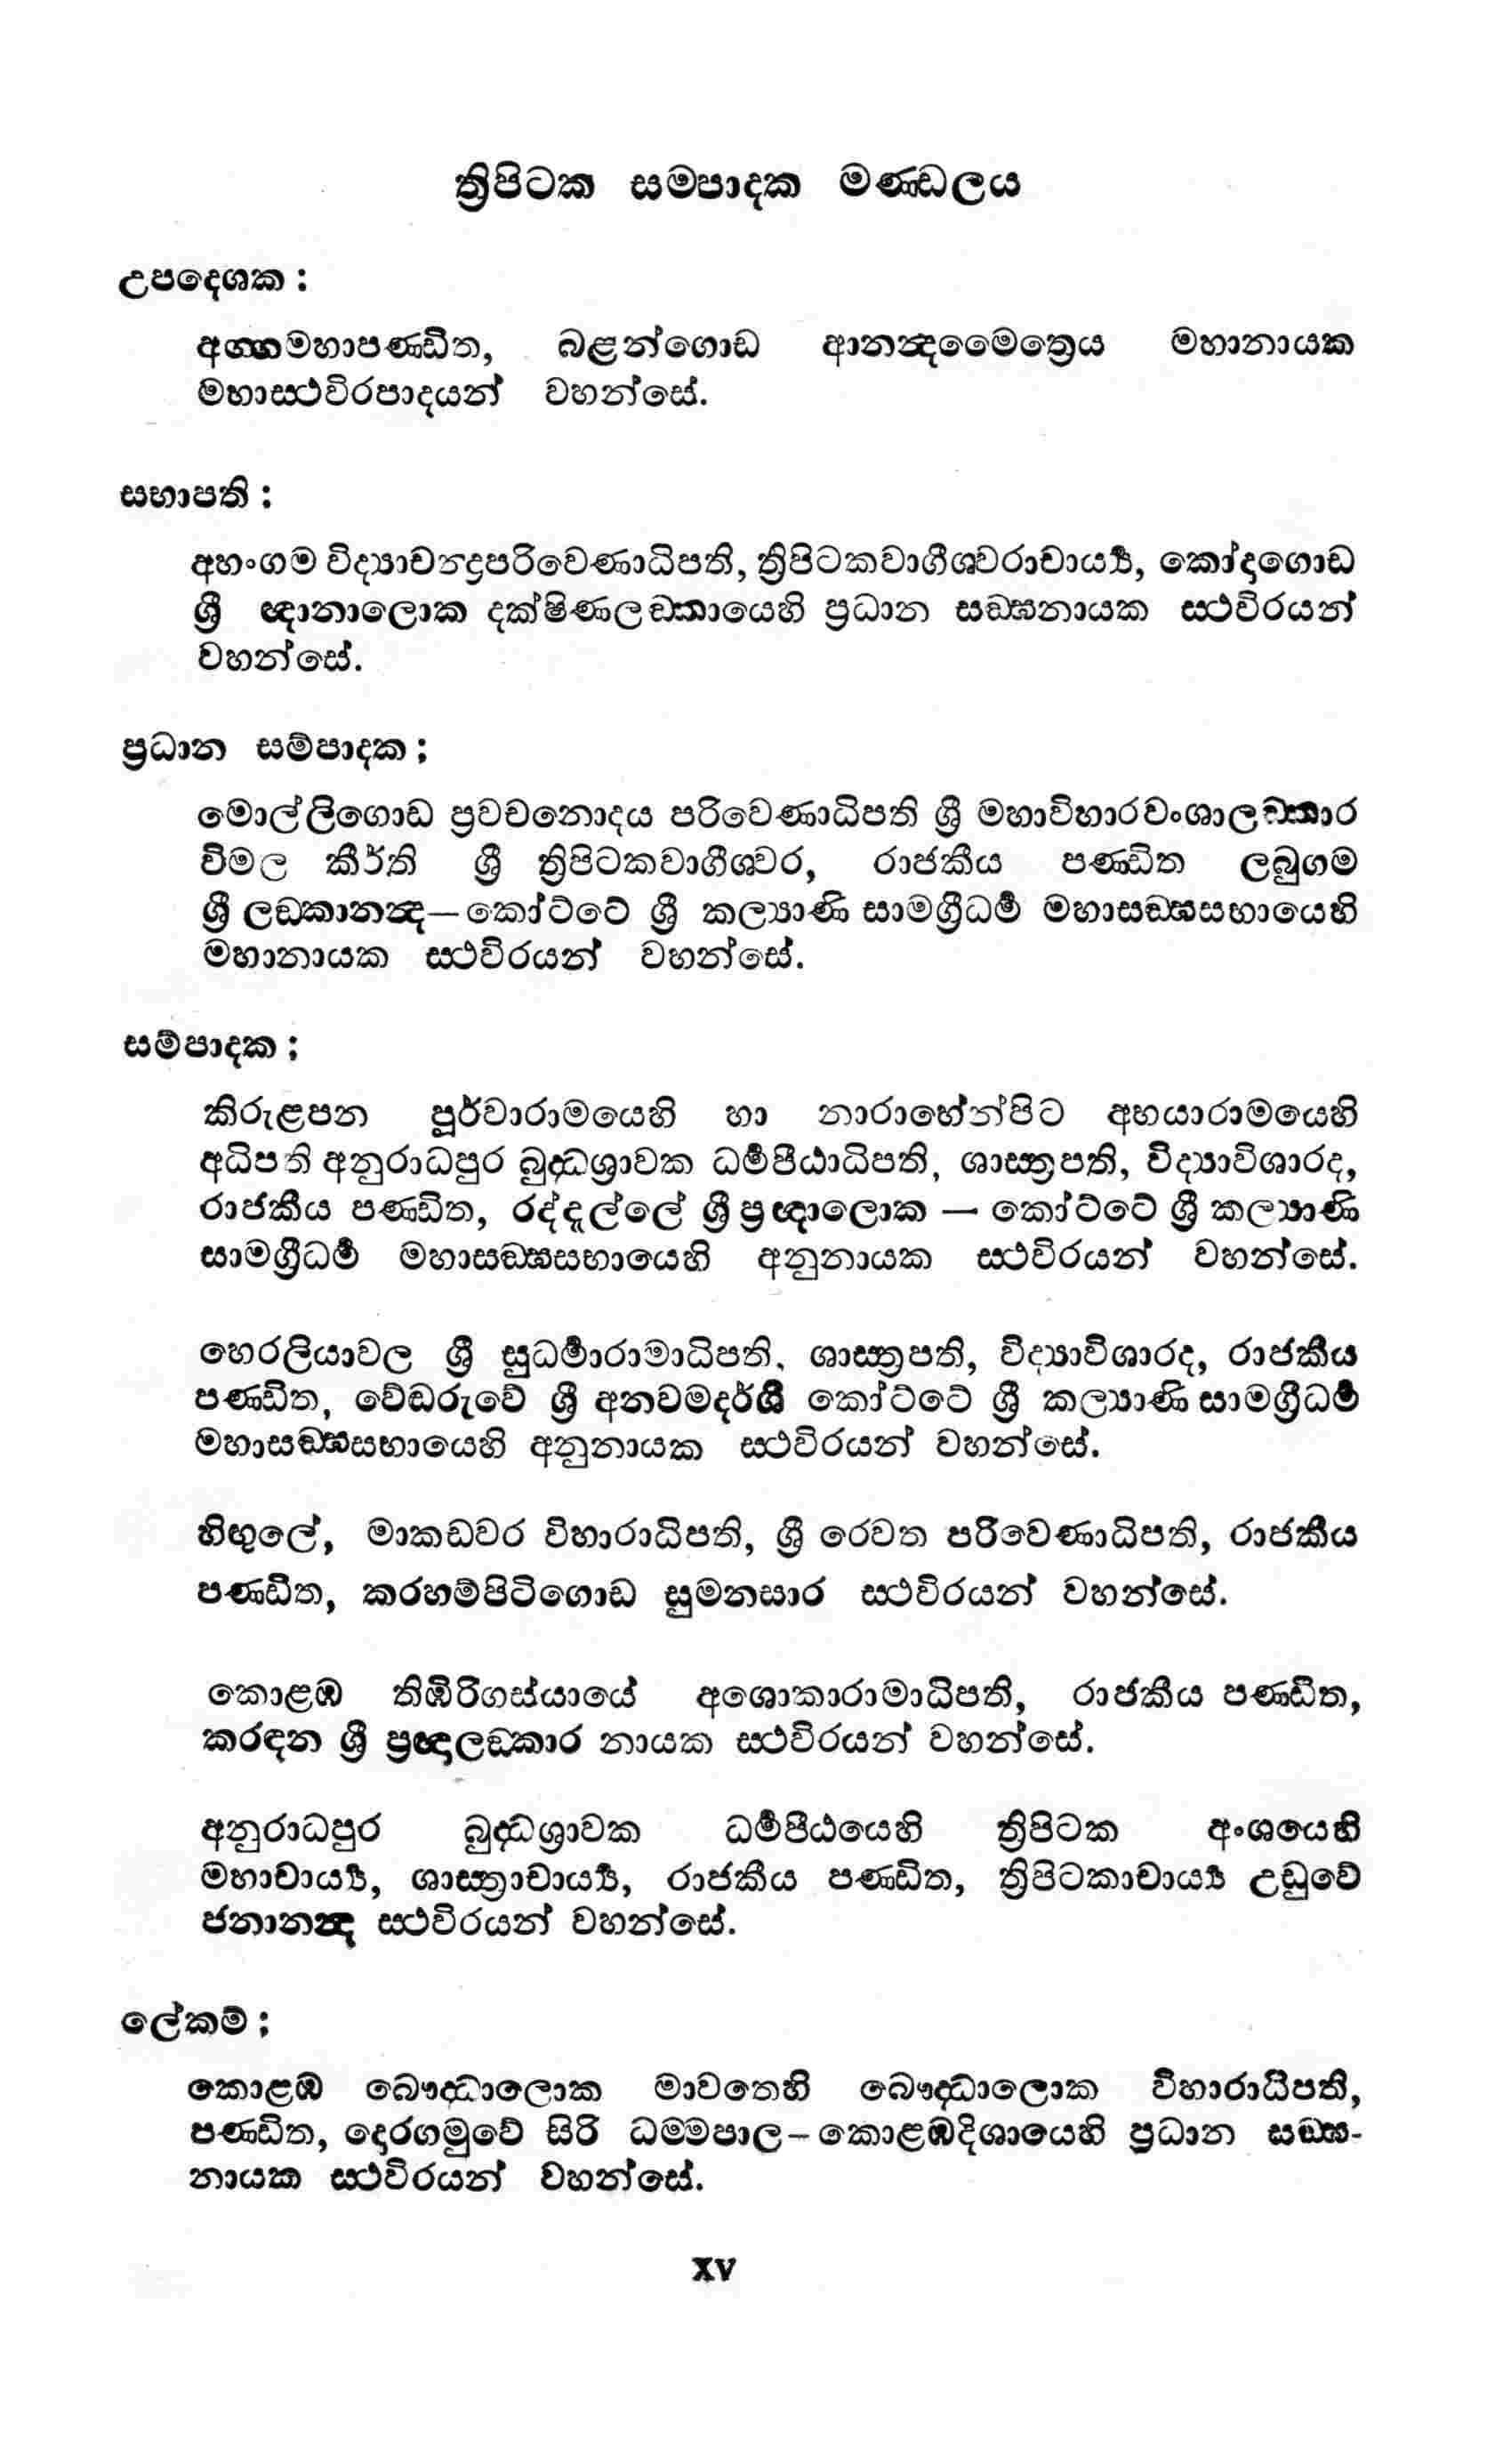 ත්‍රිපිටක සම්පාදක මණ්ඩලය
උපදෙශක :
අග්ගමහාපණ්ඩිත, බළන්ගොඩ ආනන්දමෛත්‍රෙය මහානායක
මහාස්ථවිරපාදයන් වහන්සේ.
සභාපති :
අහංගම විද්‍යාචන්ද්‍රපරිවෙණාධිපති, ත්‍රිපිටකවාගීශ්වරාචාර්‍ය්‍ය, කෝදගොඩ
ශ්‍රී ඤානාලොක දක්ෂිණලඞ්කායෙහි ප්‍රධාන සඞ්ඝනායක ස්ථවිරයන්
වහන්සේ.
ප්‍රධාන සම්පාදක ;
මොල්ලිගොඩ ප්‍රවචනොදය පරිවෙණාධිපති ශ්‍රී මහාවිහාරවංශාලඞ්කාර
විමල කීර්ති ශ්‍රී ත්‍රිපිටකවාගීශ්වර, රාජකීය පණ්ඩිත ලබුගම
ශ්‍රී ලඞ්කානන්ද—කෝට්ටේ ශ්‍රී කල්‍යාණි සාමග්‍රීධර්‍ම මහාසඞ්ඝසභායෙහි
මහානායක ස්ථවිරයන් වහන්සේ.
සම්පාදක ;
කිරුළපන පූර්වාරාමයෙහි හා නාරාහේන්පිට අභයාරාමයෙහි
අධිපති අනුරාධපුර බුද්ධශ්‍රාවක ධර්‍මපීඨාධිපති, ශාස්ත්‍රපති, විද්‍යාවිශාරද,
රාජකීය පණ්ඩිත, රද්දල්ලේ ශ්‍රී ප්‍රඥාලොක — කෝට්ටේ ශ්‍රී කල්‍යාණි
සාමග්‍රීධර්‍ම මහාසඞ්ඝසභායෙහි අනුනායක ස්ථවිරයන් වහන්සේ.
හෙරලියාවල ශ්‍රී සුධර්‍මාරාමාධිපති, ශාස්ත්‍රපති, විද්‍යාවිශාරද, රාජකීය
පණ්ඩිත, වේඬරුවේ ශ්‍රී අනවමදර්ශී කෝට්ටේ ශ්‍රී කල්‍යාණි සාමග්‍රීධර්‍ම
මහාසඞ්ඝසභායෙහි අනුනායක ස්ථවිරයන් වහන්සේ.
හිඟුලේ, මාකඩවර විහාරාධිපති, ශ්‍රී රෙවත පරිවෙණාධිපති, රාජකීය
පණ්ඩිත, කරහම්පිටිගොඩ සුමනසාර ස්ථවිරයන් වහන්සේ.
කොළඹ තිඹිරිගස්යායේ අශොකාරාමාධිපති, රාජකීය පණ්ඩිත,
කරඳන ශ්‍රී ප්‍රඥාලඞ්කාර නායක ස්ථවිරයන් වහන්සේ.
අනුරාධපුර බුද්ධශ්‍රාවක ධර්‍මපීඨයෙහි ත්‍රිපිටක අංශයෙහි
මහාචාර්‍ය්‍ය, ශාස්ත්‍රාචාර්‍ය්‍ය, රාජකීය පණ්ඩිත, ත්‍රිපිටකාචාර්‍ය්‍ය උඩුවේ
ජනානන්ද ස්ථවිරයන් වහන්සේ.
ලේකම් ;
කොළඹ බෞද්ධාලොක මාවතෙහි බෞද්ධාලොක විහාරාධිපති,
පණ්ඩිත, දොරගමුවේ සිරි ධම්මපාල–කොළඹදිශායෙහි ප්‍රධාන සඞ්ඝ-
නායක ස්ථවිරයන් වහන්සේ.
xv